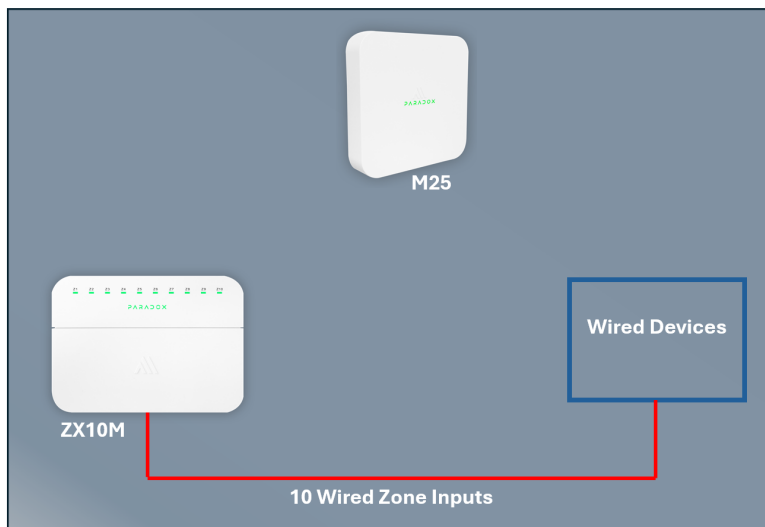 PARADOX
M25
Z1 Z2 Z3 Z4 Z5 Z6 Z7 Z8 Z9 Z10
PARADOX
Wired Devices
ZX10M
10 Wired Zone Inputs